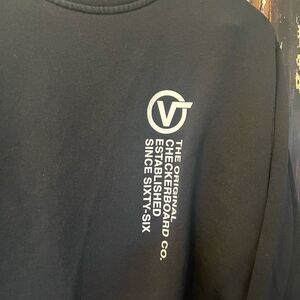 V
THE ORIGINAL
CHECKERBOARD CO.
ESTABLISHED
SINCE SIXTY-SIX